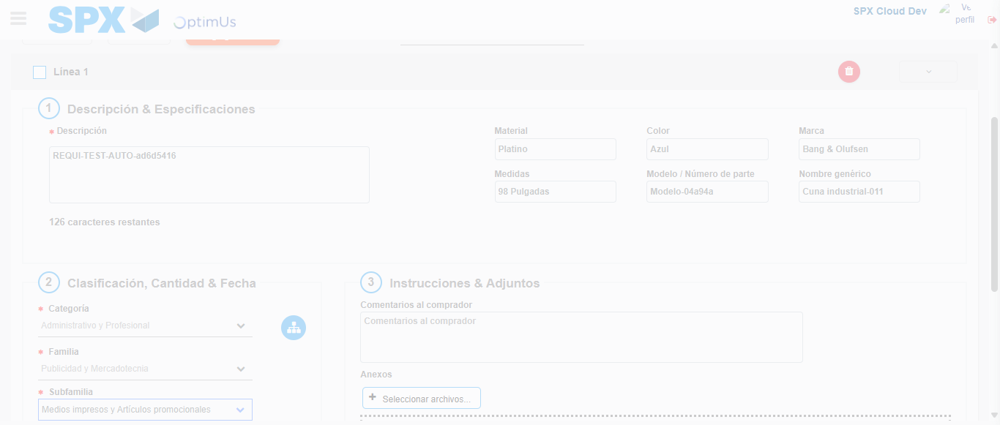 SPX OptimUs
SPX Cloud Dev
Ve
perfil
Línea 1
1 Descripción & Especificaciones
* Descripción
REQUI-TEST-AUTO-ad6d5416
126 caracteres restantes
Material
Platino
Color
Azul
Marca
Bang & Olufsen
Medidas
98 Pulgadas
Modelo / Número de parte
Modelo-04a94a
Nombre genérico
Cuna industrial-011
2 Clasificación, Cantidad & Fecha
* Categoría
Administrativo y Profesional
* Familia
Publicidad y Mercadotecnia
* Subfamilia
Medios impresos y Artículos promocionales
3 Instrucciones & Adjuntos
Comentarios al comprador
Comentarios al comprador
Anexos
+ Seleccionar archivos...